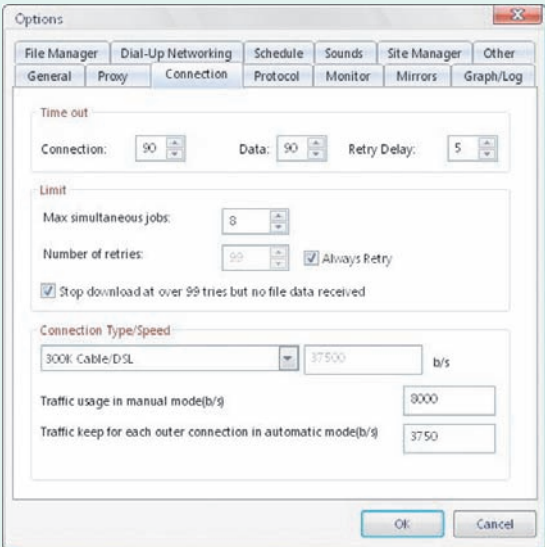 Options
File Manager Dial-Up Networking Schedule Sounds Site Manager Other
General Proxy Connection Protocol Monitor Mirrors Graph/Log
Time out
Connection: 90 Data: 90 Retry Delay: 5
Limit
Max simultaneous jobs: 8
Number of retries: 99 Always Retry
Stop download at over 99 tries but no file data received
Connection Type/Speed
300K Cable/DSL 37500 b/s
Traffic usage in manual mode(b/s) 8000
Traffic keep for each outer connection in automatic mode(b/s) 3750
OK Cancel